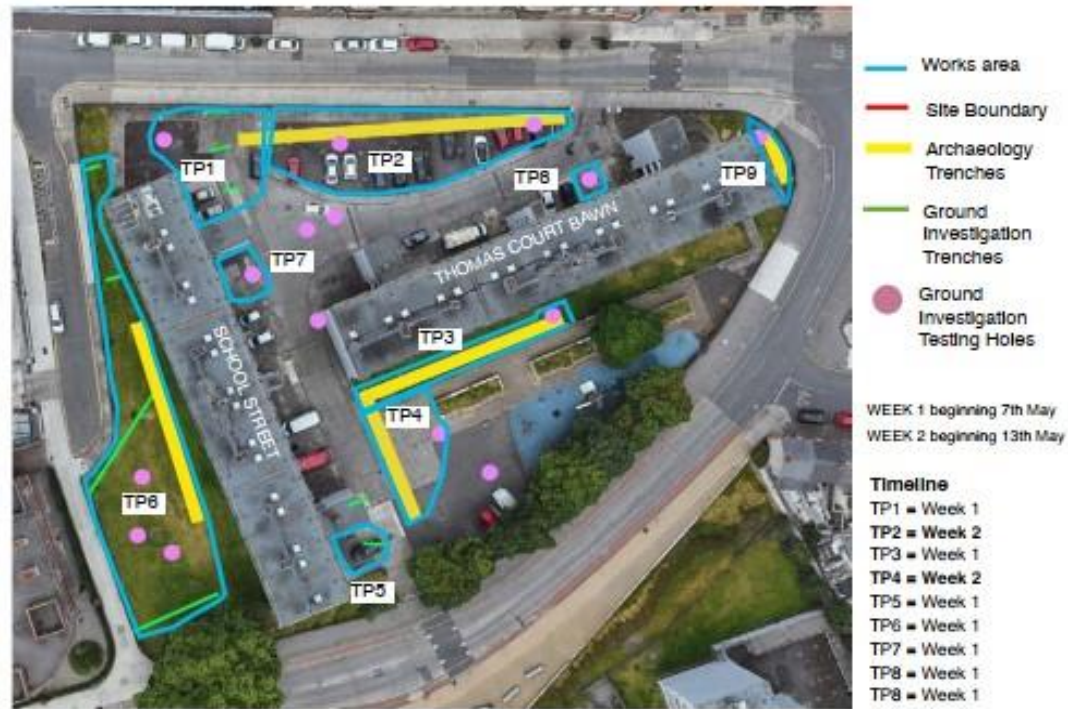 TP1
TP2
TP8
TP9
THOMAS COURT BAWN
TP7
TP3
SCHOOL STREET
TP4
TP6
TP5
Works area
Site Boundary
Archaeology
Trenches
Ground
Investigation
Trenches
Ground
Investigation
Testing Holes
WEEK 1 beginning 7th May
WEEK 2 beginning 13th May
Timeline
TP1 = Week 1
TP2 = Week 2
TP3 = Week 1
TP4 = Week 2
TP5 = Week 1
TP6 = Week 1
TP7 = Week 1
TP8 = Week 1
TP8 = Week 1